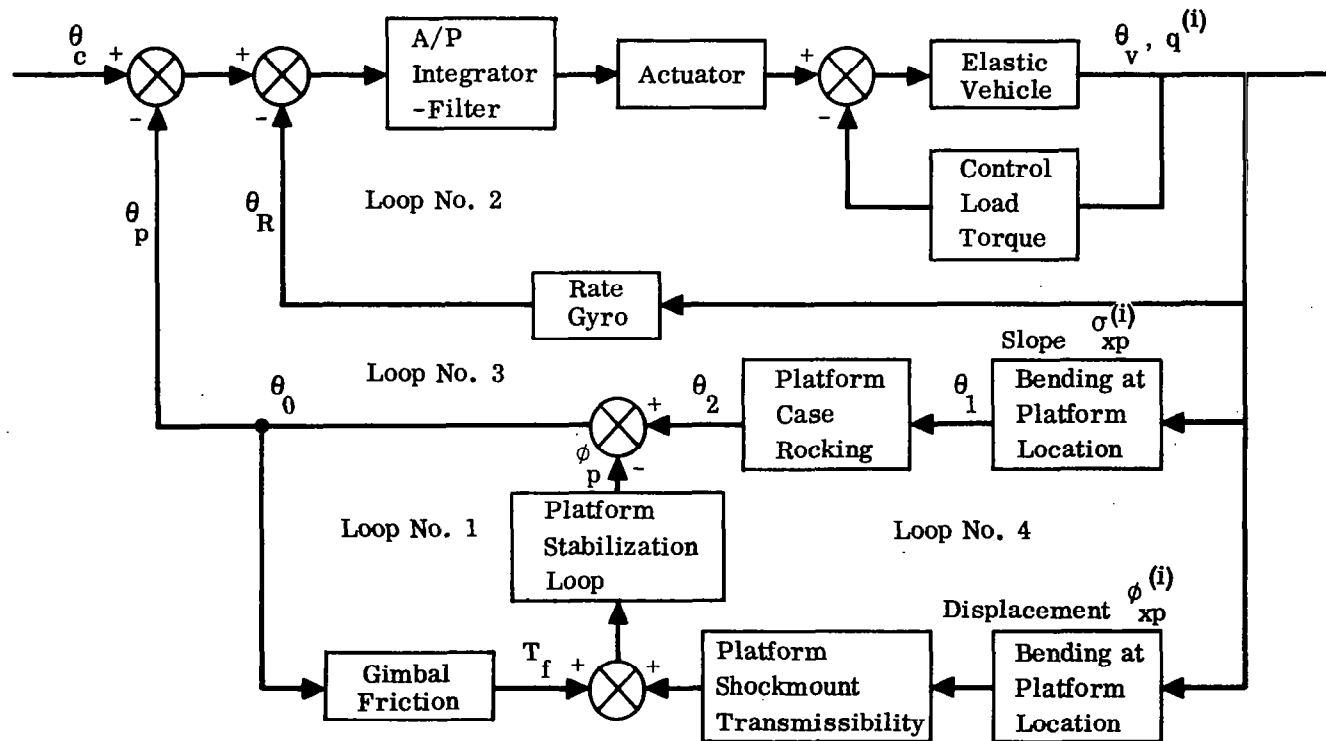 θc
+
-
+
-
A/P
Integrator
-Filter
Actuator
+
-
Elastic
Vehicle
θv, q(i)
Control
Load
Torque
Loop No. 2
θp
θR
Rate
Gyro
Loop No. 3
θ0
+
-
ϕp
θ2
Platform
Case
Rocking
θ1
Slope σxp(i)
Bending at
Platform
Location
Loop No. 1
Platform
Stabilization
Loop
Loop No. 4
Gimbal
Friction
Tf
+
+
Platform
Shockmount
Transmissibility
Displacement ϕxp(i)
Bending at
Platform
Location